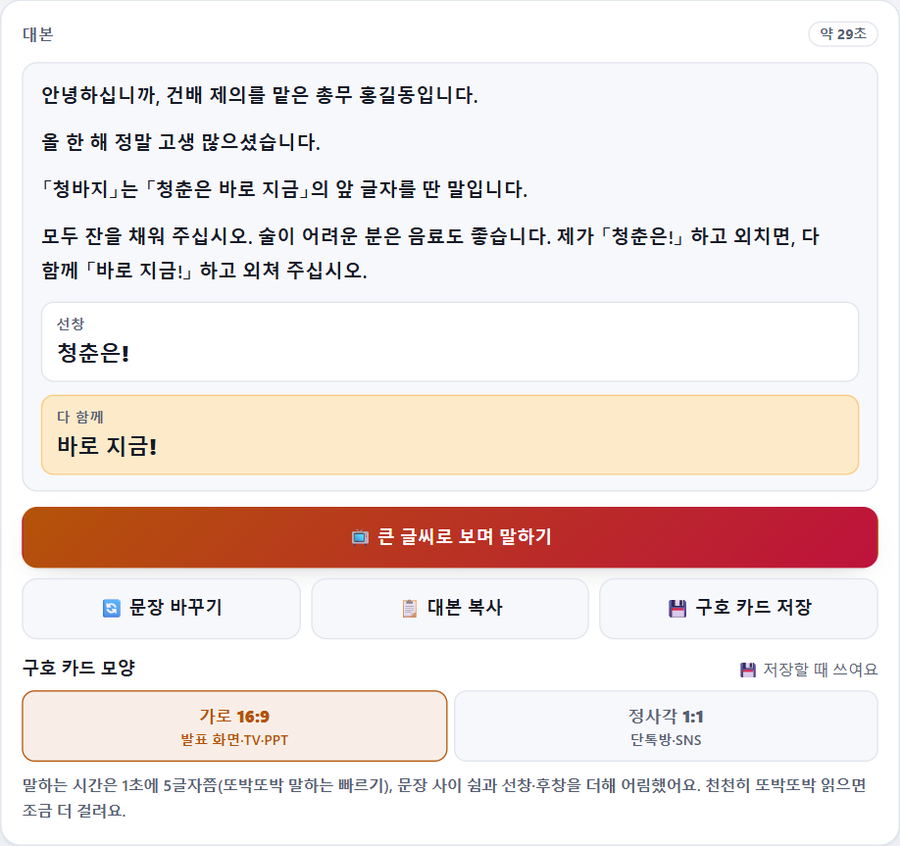 대본
약 29초
안녕하십니까, 건배 제의를 맡은 총무 홍길동입니다.
올 한 해 정말 고생 많으셨습니다.
「청바지」는 「청춘은 바로 지금」의 앞 글자를 딴 말입니다.
모두 잔을 채워 주십시오. 술이 어려운 분은 음료도 좋습니다. 제가 「청춘은!」 하고 외치면, 다
함께 「바로 지금!」 하고 외쳐 주십시오.
선창
청춘은!
다 함께
바로 지금!
📺 큰 글씨로 보며 말하기
🔄 문장 바꾸기
📋 대본 복사
💾 구호 카드 저장
구호 카드 모양
💾 저장할 때 쓰여요
가로 16:9
발표 화면·TV·PPT
정사각 1:1
단톡방·SNS
말하는 시간은 1초에 5글자쯤(또박또박 말하는 빠르기), 문장 사이 쉼과 선창·후창을 더해 어림했어요. 천천히 또박또박 읽으면
조금 더 걸려요.